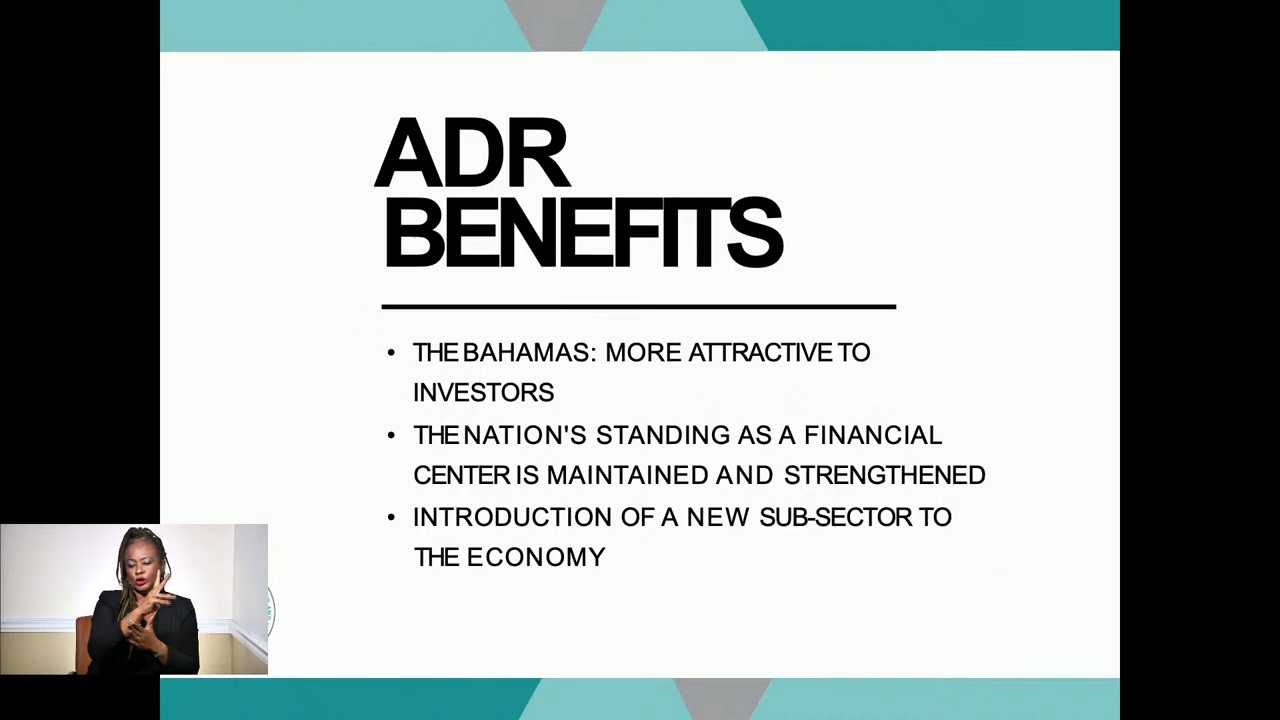 ADR
BENEFITS
• THE BAHAMAS: MORE ATTRACTIVE TO
INVESTORS
• THE NATION'S STANDING AS A FINANCIAL
CENTER IS MAINTAINED AND STRENGTHENED
• INTRODUCTION OF A NEW SUB-SECTOR TO
THE ECONOMY